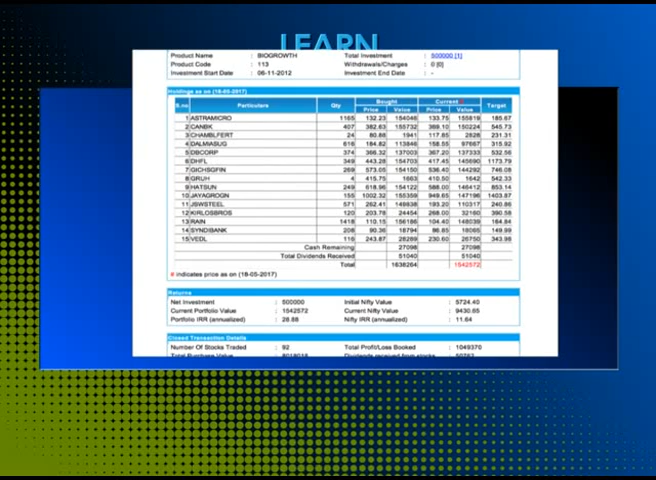 LEARN
Product Name : BIOGROWTH Total Investment : 500000 [1]
Product Code : 113 Withdrawals/Charges : 0 [0]
Investment Start Date : 06-11-2012 Investment End Date : -
Holdings as on (18-05-2017)
S.no Particulars Qty Bought Current# Target
Price Value Price Value
1 ASTRAMICRO 1165 132.23 154046 133.75 155819 185.67
2 CANBK 407 382.63 155732 369.10 150224 545.73
3 CHAMBLFERT 24 80.88 1941 117.85 2828 231.31
4 DALMIASUG 616 184.82 113846 158.55 97667 315.92
5 DBCORP 374 366.32 137003 367.20 137333 532.56
6 DHFL 349 443.28 154703 417.45 145690 1173.79
7 GICHSGFIN 269 573.05 154150 536.40 144292 746.08
8 GRUH 4 415.75 1663 410.50 1642 542.33
9 HATSUN 249 618.96 154122 588.00 146412 853.14
10 JAYAGROGN 155 1002.32 155359 949.65 147196 1403.97
11 JSWSTEEL 571 262.41 149838 193.20 110317 240.86
12 KIRLOSBROS 120 203.78 24454 268.00 32160 390.58
13 RAIN 1418 110.15 156186 104.40 148039 164.84
14 SYNDIBANK 208 90.36 18794 86.85 18065 149.99
15 VEDL 116 243.87 28289 230.60 26750 343.98
Cash Remaining 27098 27098
Total Dividends Received 51040 51040
Total 1638264 1542572
# indicates price as on (18-05-2017)
Returns
Net Investment : 500000 Initial Nifty Value : 5724.40
Current Portfolio Value : 1542572 Current Nifty Value : 9430.65
Portfolio IRR (annualized) : 28.88 Nifty IRR (annualized) : 11.64
Closed Transaction Details
Number Of Stocks Traded : 92 Total Profit/Loss Booked : 1049370
Total Purchase Value Dividends received from stocks